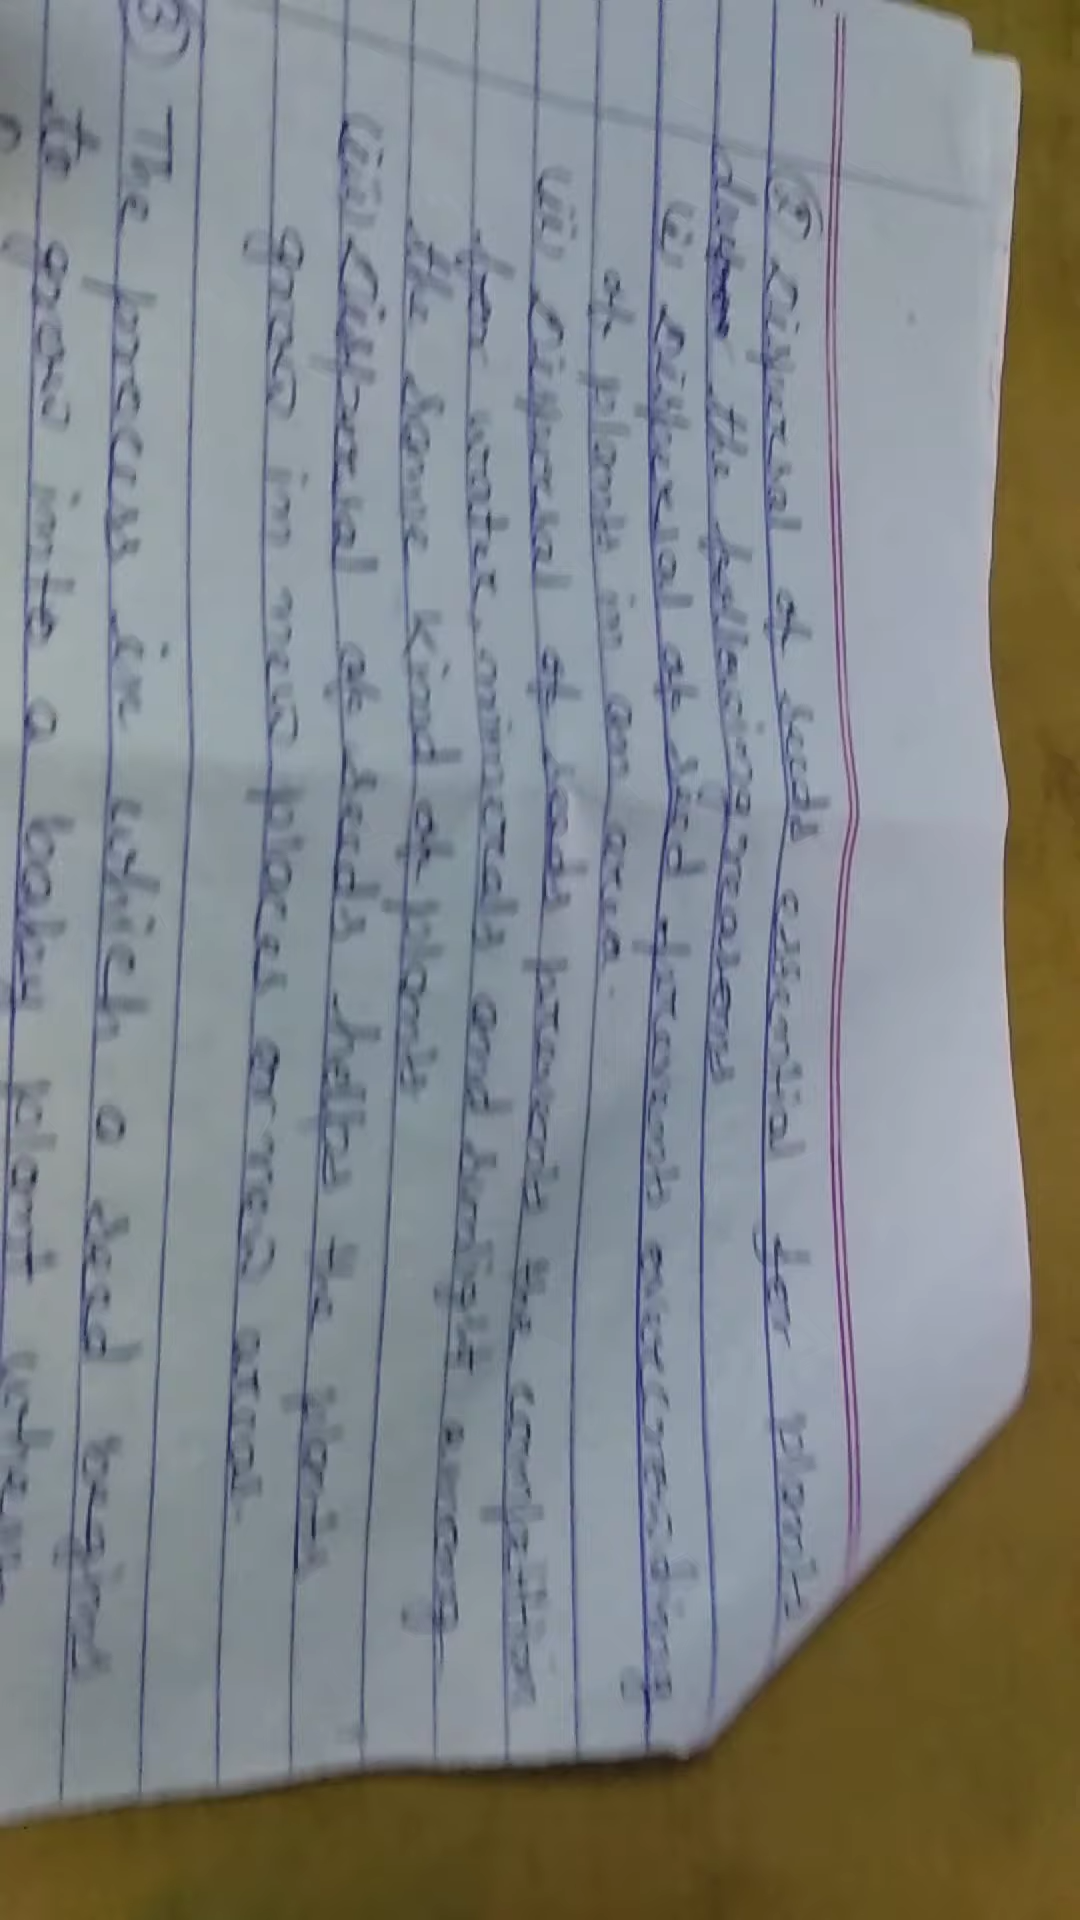 ② Dispersal of seeds essential for plants
the following reasons
(i) Dispersal of seed prevents overcrowding
of plants in an area.
(ii) Dispersal of seeds prevents the competition
for water, minerals and sunlight among
the same kind of plants
(iii) Dispersal of seeds helps the plants
grow in new places or new areas.
③ The process in which a seed begins
to grow into a baby plant